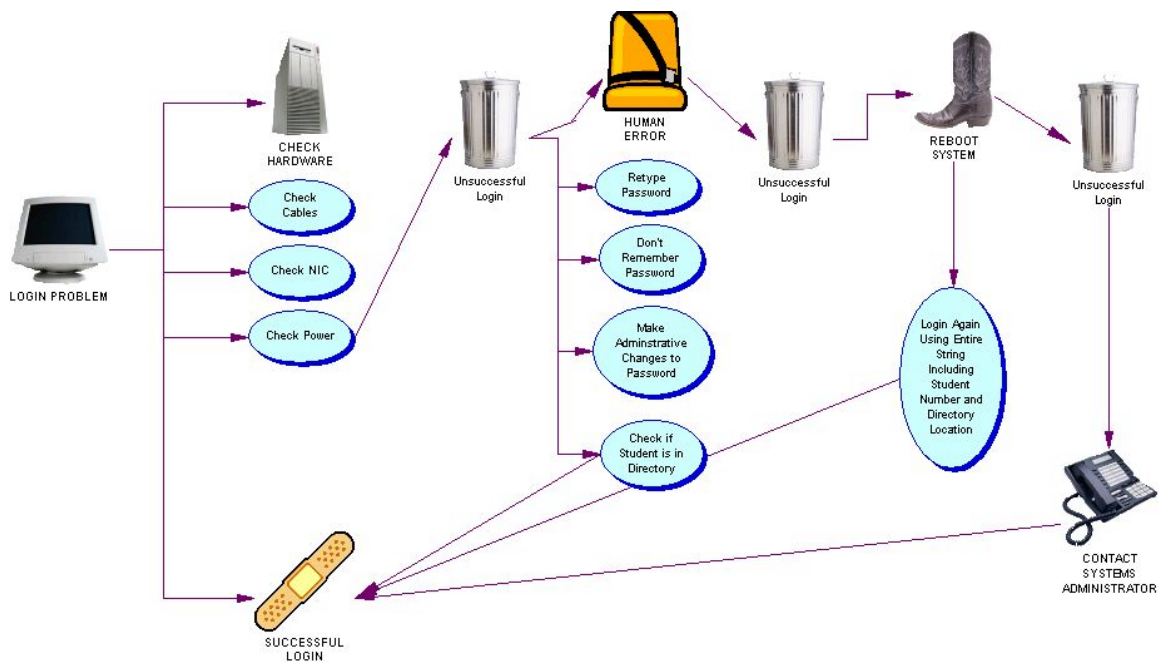 LOGIN PROBLEM
CHECK
HARDWARE
Check
Cables
Check NIC
Check Power
Unsuccessful
Login
HUMAN
ERROR
Retype
Password
Don't
Remember
Password
Make
Adminstrative
Changes to
Password
Check if
Student is in
Directory
Unsuccessful
Login
REBOOT
SYSTEM
Login Again
Using Entire
String
Including
Student
Number and
Directory
Location
Unsuccessful
Login
CONTACT
SYSTEMS
ADMINISTRATOR
SUCCESSFUL
LOGIN